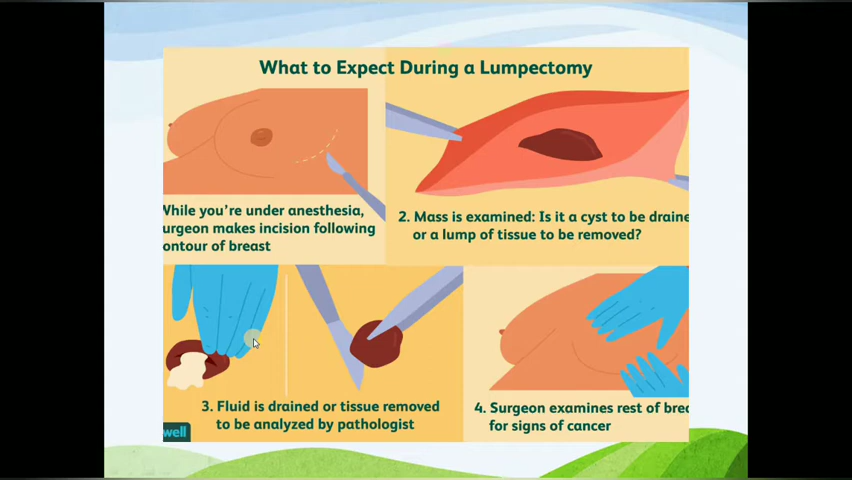 What to Expect During a Lumpectomy
While you're under anesthesia,
urgeon makes incision following
ontour of breast
2. Mass is examined: Is it a cyst to be draine
or a lump of tissue to be removed?
3. Fluid is drained or tissue removed
to be analyzed by pathologist
4. Surgeon examines rest of brea
for signs of cancer
well